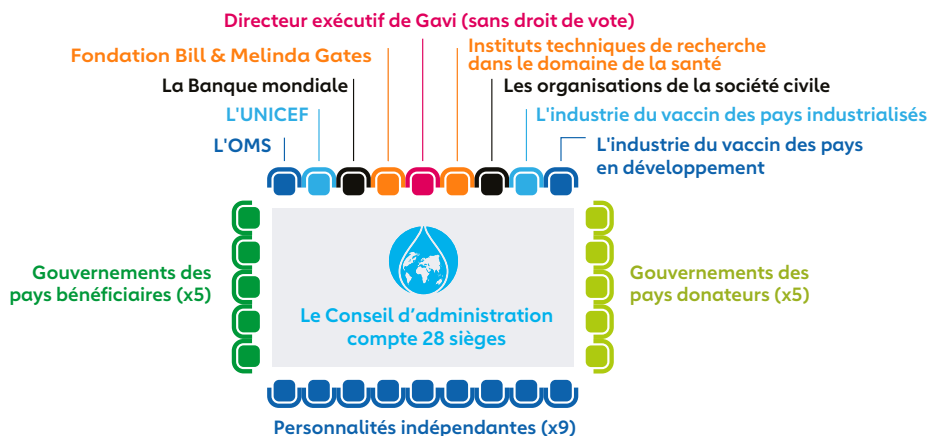 Directeur exécutif de Gavi (sans droit de vote)
Fondation Bill & Melinda Gates
Instituts techniques de recherche
dans le domaine de la santé
La Banque mondiale
Les organisations de la société civile
L'UNICEF
L'industrie du vaccin des pays industrialisés
L'OMS
L'industrie du vaccin des pays
en développement
Gouvernements des
pays bénéficiaires (x5)
Le Conseil d’administration
compte 28 sièges
Gouvernements des
pays donateurs (x5)
Personnalités indépendantes (x9)